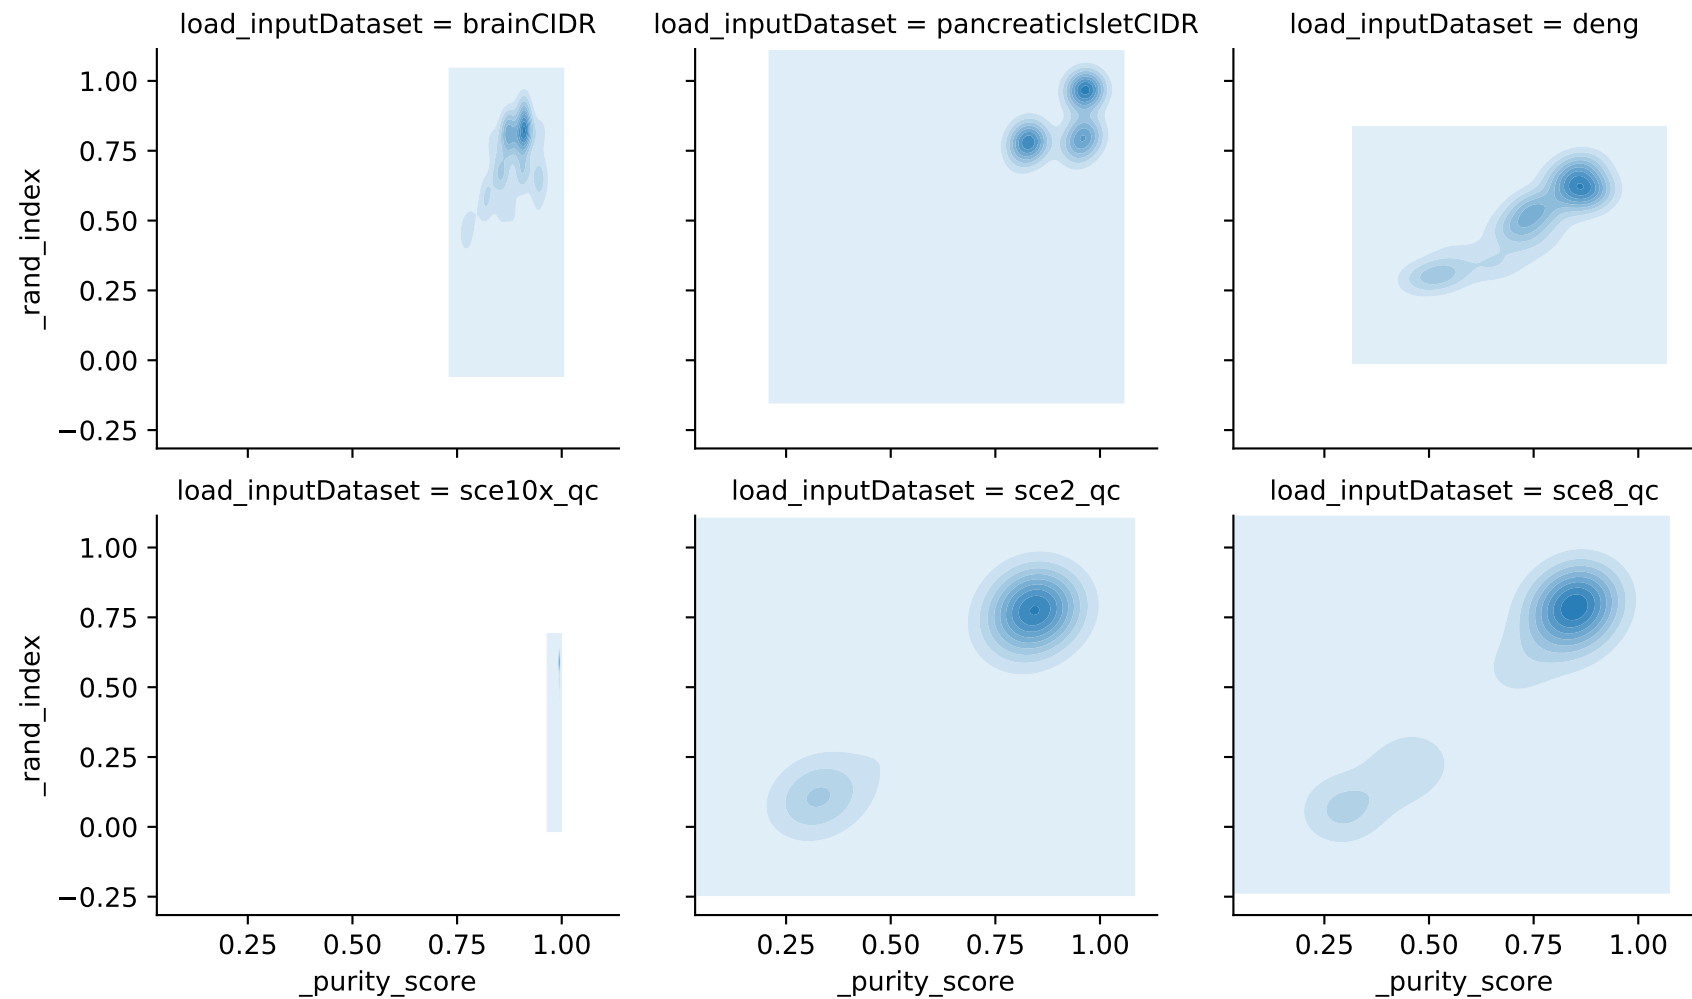 load_inputDataset = brainCIDR
load_inputDataset = pancreaticIsletCIDR
load_inputDataset = deng
1.00
0.75
0.50
0.25
0.00
−0.25
_rand_index
load_inputDataset = sce10x_qc
load_inputDataset = sce2_qc
load_inputDataset = sce8_qc
1.00
0.75
0.50
0.25
0.00
−0.25
_rand_index
0.25 0.50 0.75 1.00
0.25 0.50 0.75 1.00
0.25 0.50 0.75 1.00
_purity_score
_purity_score
_purity_score